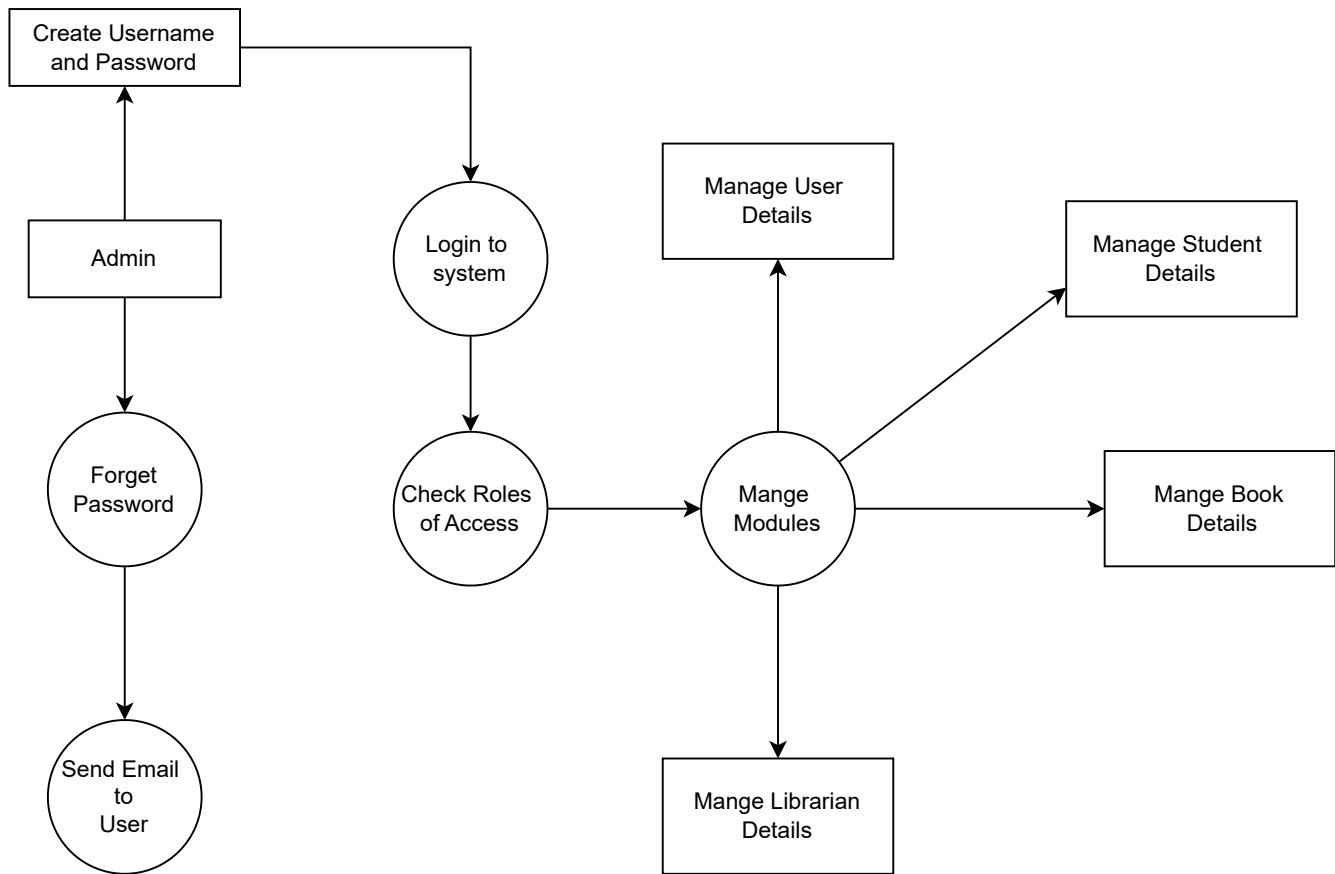 Create Username
and Password
Admin
Forget
Password
Send Email
to
User
Login to
system
Check Roles
of Access
Mange
Modules
Manage User
Details
Manage Student
Details
Mange Book
Details
Mange Librarian
Details